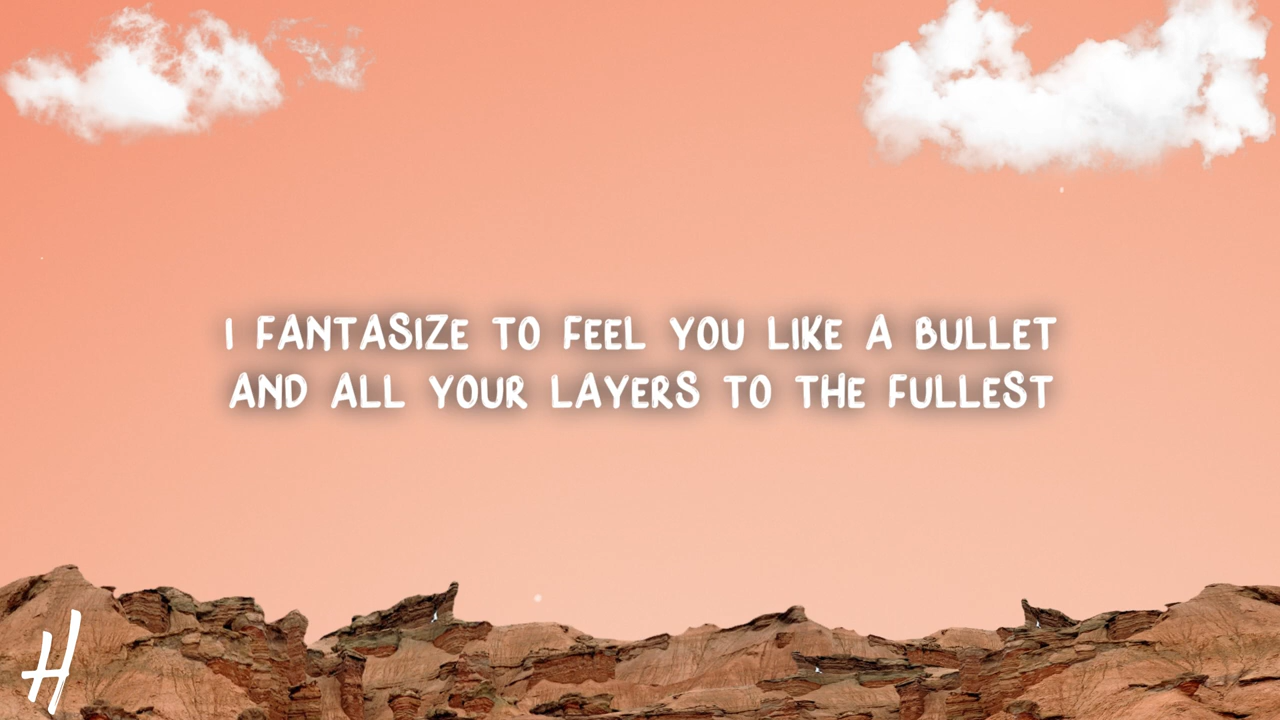 I FANTASIZE TO FEEL YOU LIKE A BULLET
AND ALL YOUR LAYERS TO THE FULLEST
H